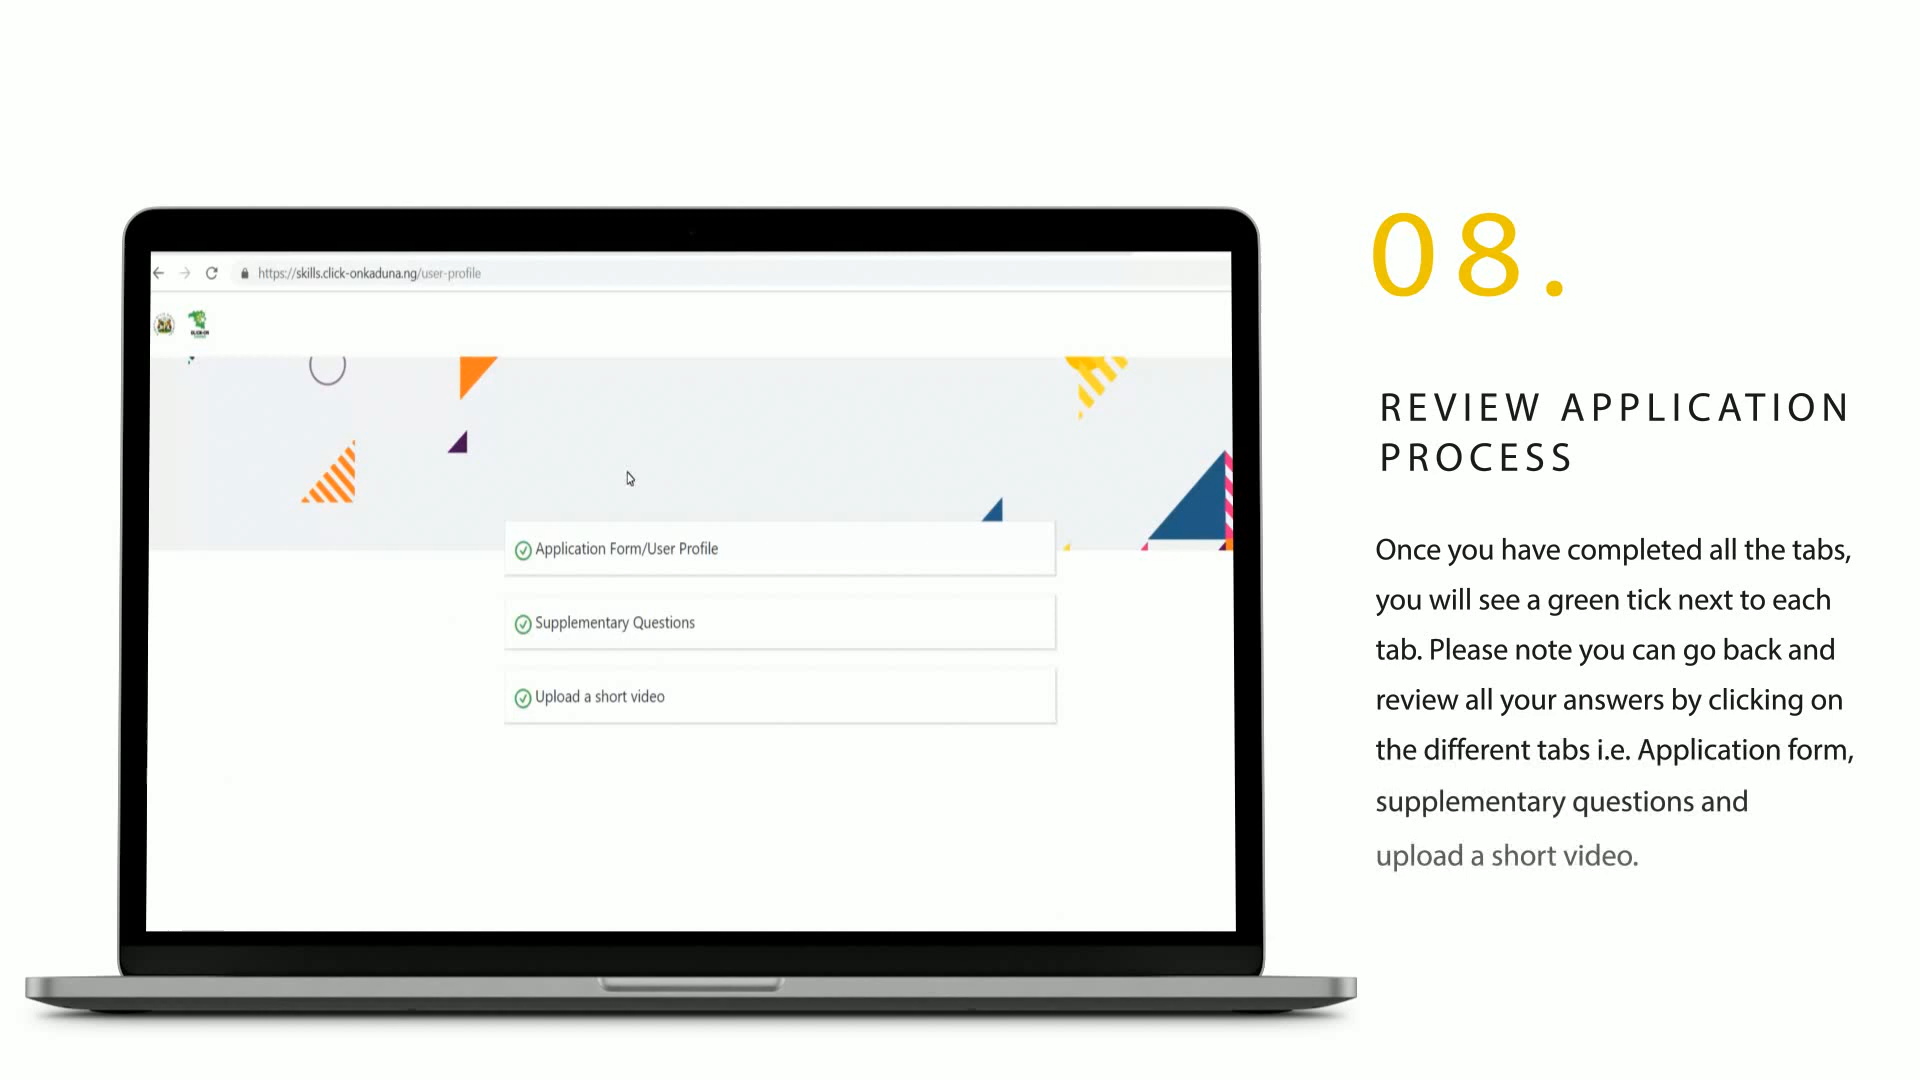 https://skills.click-onkaduna.ng/user-profile
Application Form/User Profile
Supplementary Questions
Upload a short video
08.
REVIEW APPLICATION
PROCESS
Once you have completed all the tabs,
you will see a green tick next to each
tab. Please note you can go back and
review all your answers by clicking on
the different tabs i.e. Application form,
supplementary questions and
upload a short video.